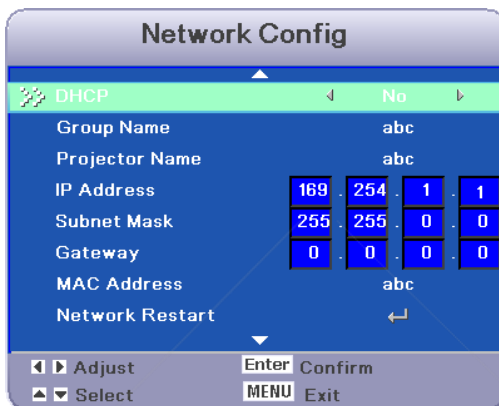 Network Config
DHCP No
Group Name abc
Projector Name abc
IP Address 169 . 254 . 1 . 1
Subnet Mask 255 . 255 . 0 . 0
Gateway 0 . 0 . 0 . 0
MAC Address abc
Network Restart
Adjust Enter Confirm
Select MENU Exit